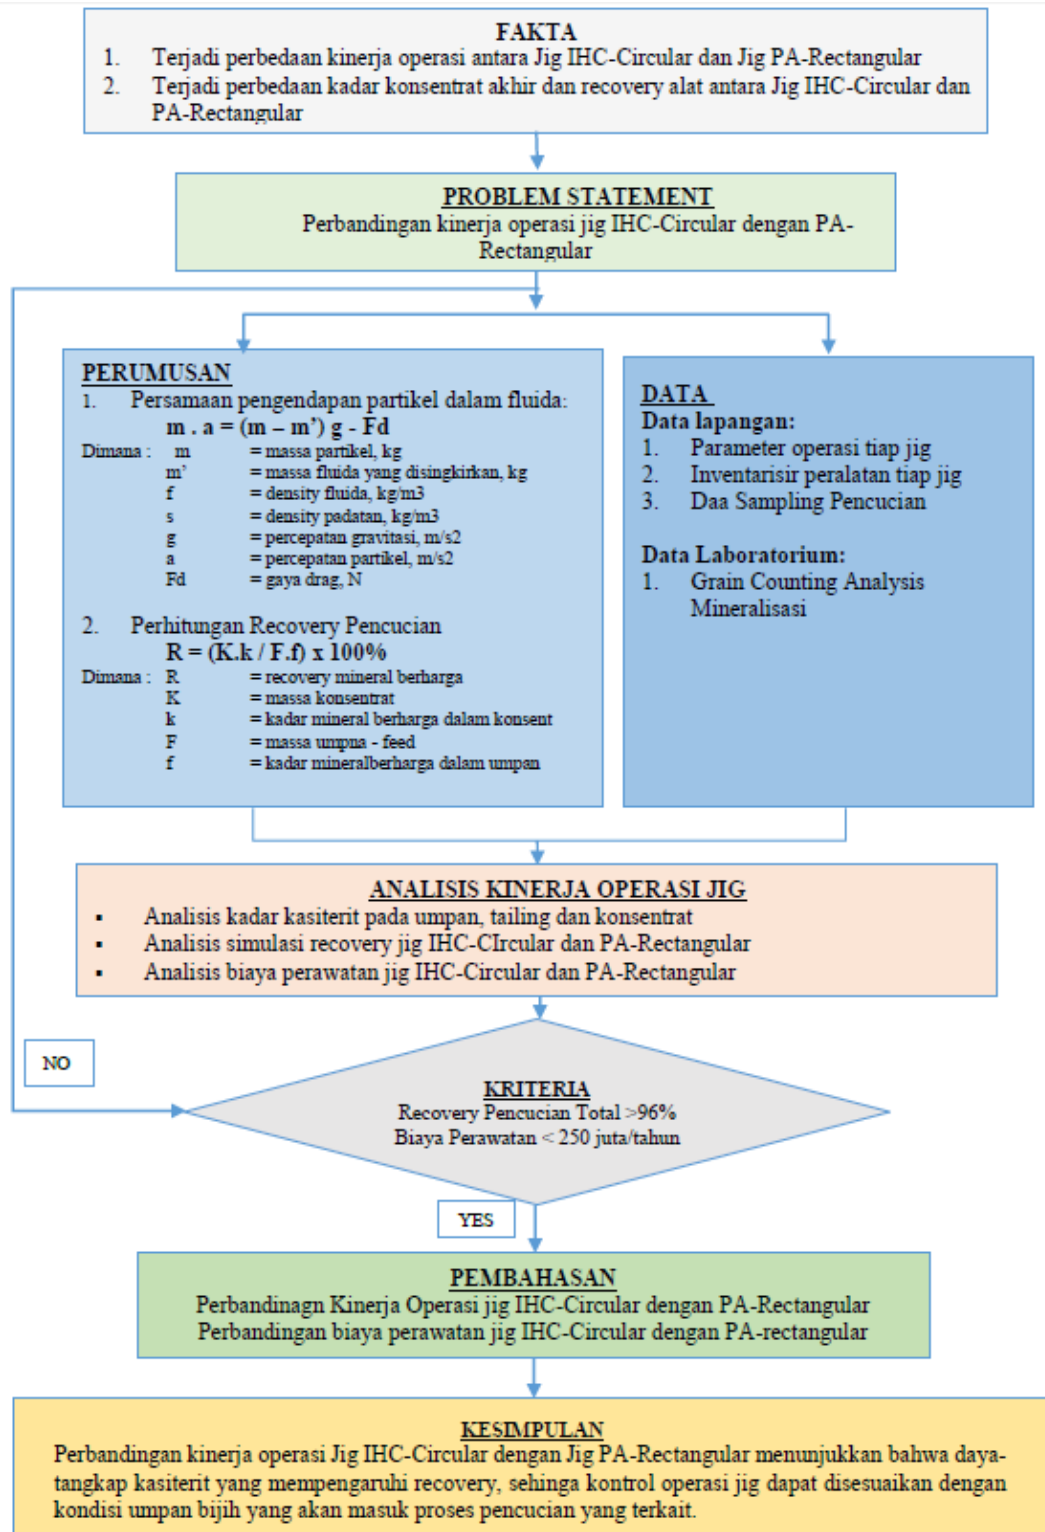 FAKTA
1. Terjadi perbedaan kinerja operasi antara Jig IHC-Circular dan Jig PA-Rectangular
2. Terjadi perbedaan kadar konsentrat akhir dan recovery alat antara Jig IHC-Circular dan
PA-Rectangular
PROBLEM STATEMENT
Perbandingan kinerja operasi jig IHC-Circular dengan PA-
Rectangular
PERUMUSAN
1. Persamaan pengendapan partikel dalam fluida:
m . a = (m – m’) g - Fd
Dimana : m = massa partikel, kg
m’ = massa fluida yang disingkirkan, kg
f = density fluida, kg/m3
s = density padatan, kg/m3
g = percepatan gravitasi, m/s2
a = percepatan partikel, m/s2
Fd = gaya drag, N
2. Perhitungan Recovery Pencucian
R = (K.k / F.f) x 100%
Dimana : R = recovery mineral berharga
K = massa konsentrat
k = kadar mineral berharga dalam konsent
F = massa umpna - feed
f = kadar mineralberharga dalam umpan
DATA
Data lapangan:
1. Parameter operasi tiap jig
2. Inventarisir peralatan tiap jig
3. Daa Sampling Pencucian
Data Laboratorium:
1. Grain Counting Analysis
Mineralisasi
ANALISIS KINERJA OPERASI JIG
▪ Analisis kadar kasiterit pada umpan, tailing dan konsentrat
▪ Analisis simulasi recovery jig IHC-CIrcular dan PA-Rectangular
▪ Analisis biaya perawatan jig IHC-Circular dan PA-Rectangular
NO
KRITERIA
Recovery Pencucian Total >96%
Biaya Perawatan < 250 juta/tahun
YES
PEMBAHASAN
Perbandinagn Kinerja Operasi jig IHC-Circular dengan PA-Rectangular
Perbandingan biaya perawatan jig IHC-Circular dengan PA-rectangular
KESIMPULAN
Perbandingan kinerja operasi Jig IHC-Circular dengan Jig PA-Rectangular menunjukkan bahwa daya-
tangkap kasiterit yang mempengaruhi recovery, sehinga kontrol operasi jig dapat disesuaikan dengan
kondisi umpan bijih yang akan masuk proses pencucian yang terkait.